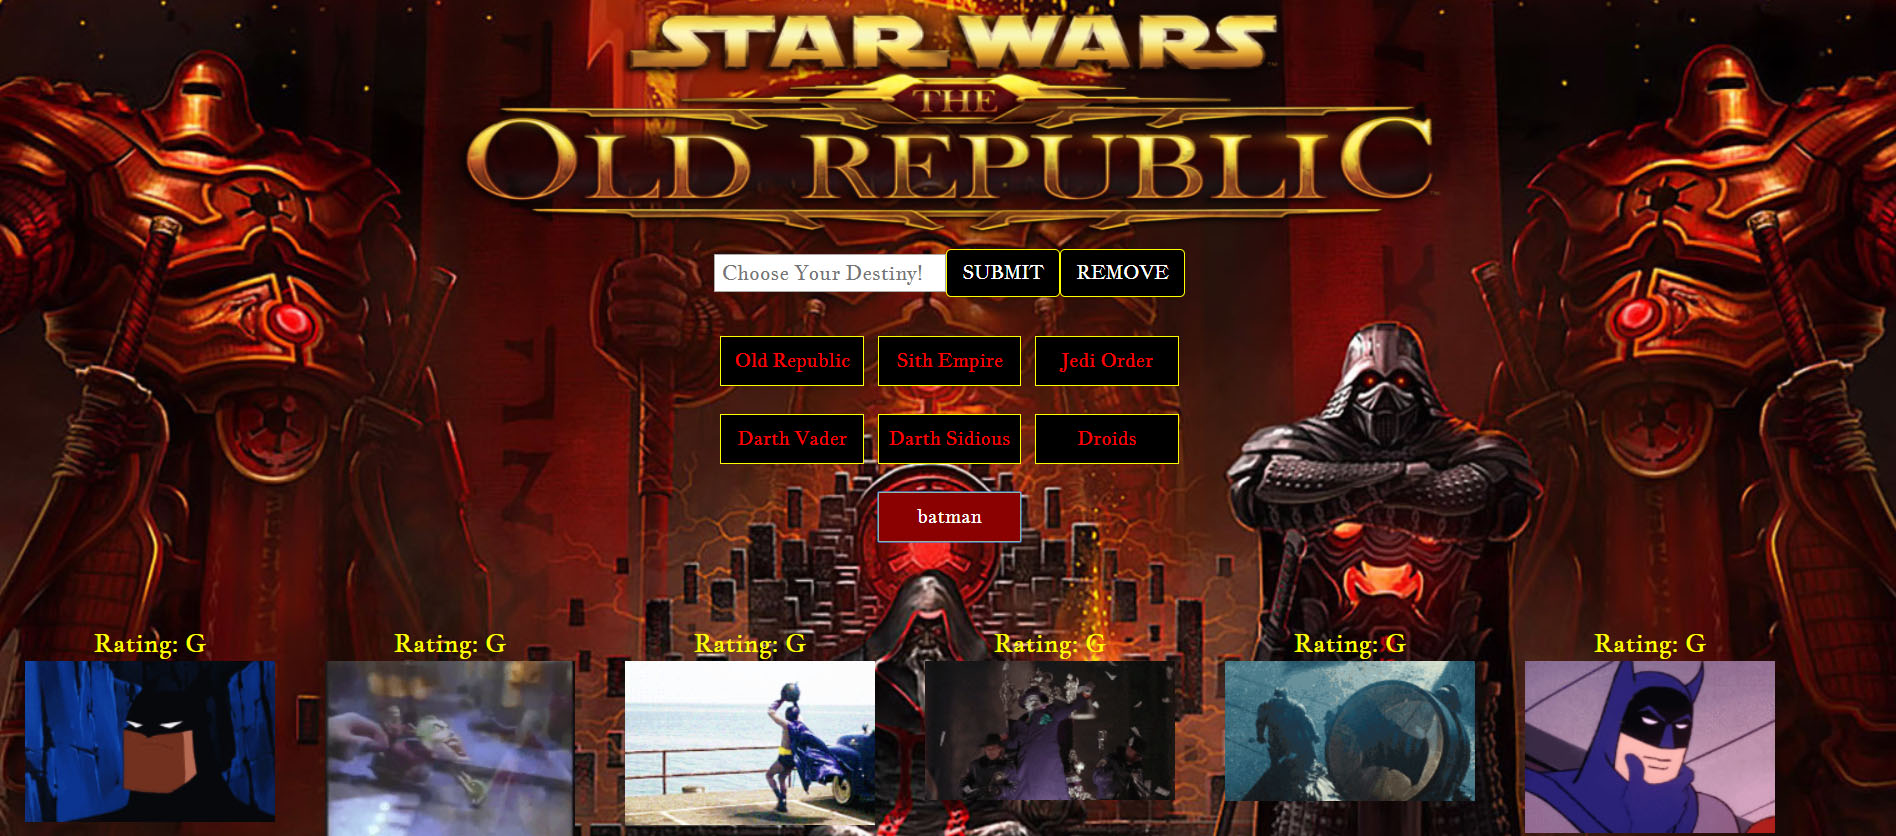 STAR WARS
THE
OLD REPUBLIC
Choose Your Destiny! SUBMIT REMOVE
Old Republic Sith Empire Jedi Order
Darth Vader Darth Sidious Droids
batman
Rating: G Rating: G Rating: G Rating: G Rating: G Rating: G